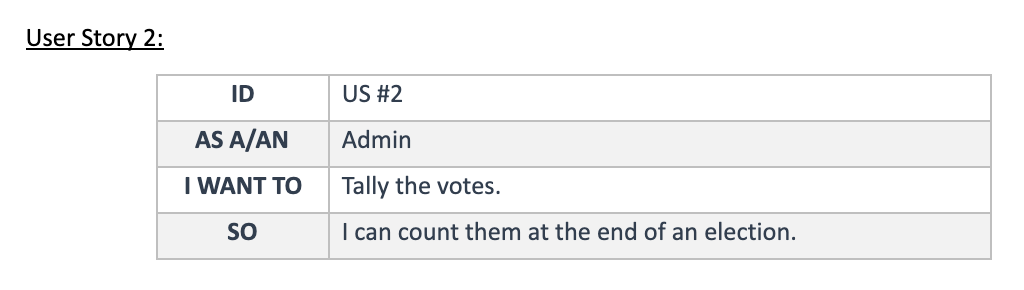 User Story 2:
ID US #2
AS A/AN Admin
I WANT TO Tally the votes.
SO I can count them at the end of an election.